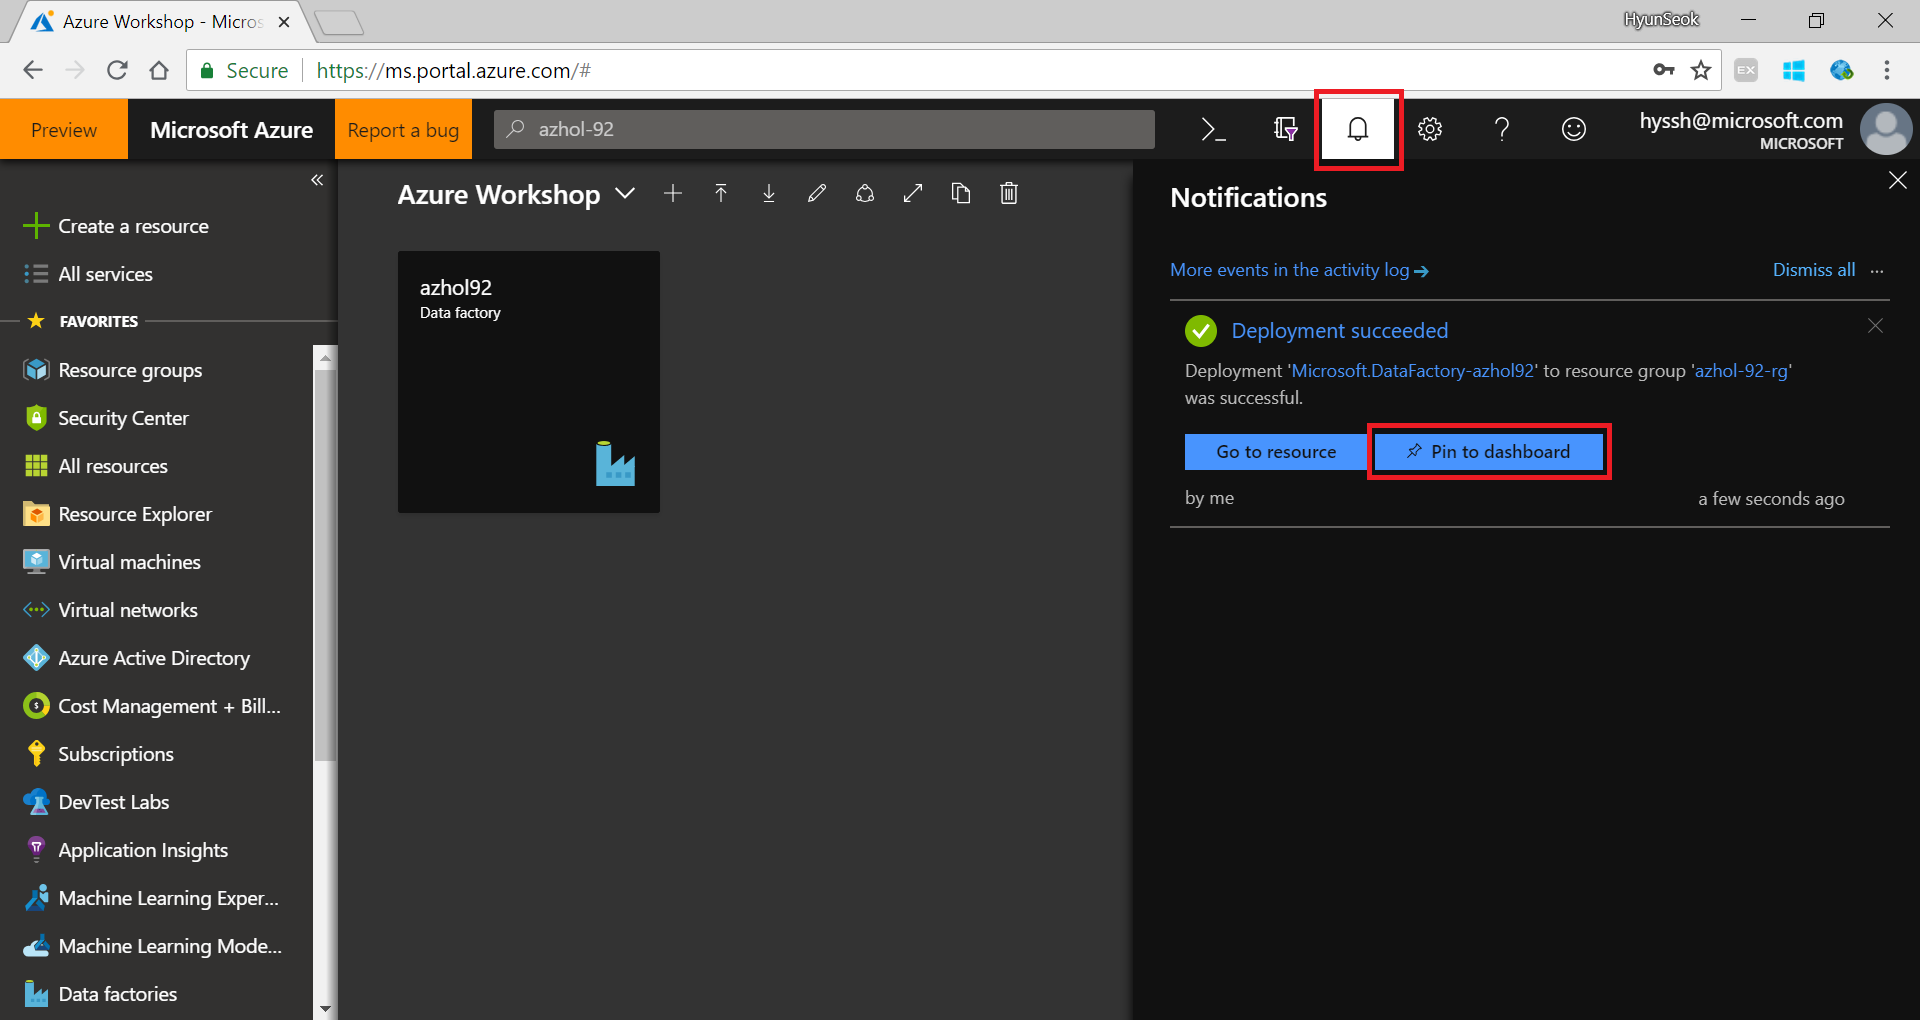 Azure Workshop - Micros
HyunSeok
Secure
https://ms.portal.azure.com/#
EX
Preview
Microsoft Azure
Report a bug
azhol-92
hyssh@microsoft.com
MICROSOFT
Create a resource
All services
FAVORITES
Resource groups
Security Center
All resources
Resource Explorer
Virtual machines
Virtual networks
Azure Active Directory
Cost Management + Bill...
Subscriptions
DevTest Labs
Application Insights
Machine Learning Exper...
Machine Learning Mode...
Data factories
Azure Workshop
azhol92
Data factory
Notifications
More events in the activity log
Dismiss all
Deployment succeeded
Deployment 'Microsoft.DataFactory-azhol92' to resource group 'azhol-92-rg'
was successful.
Go to resource
Pin to dashboard
by me
a few seconds ago